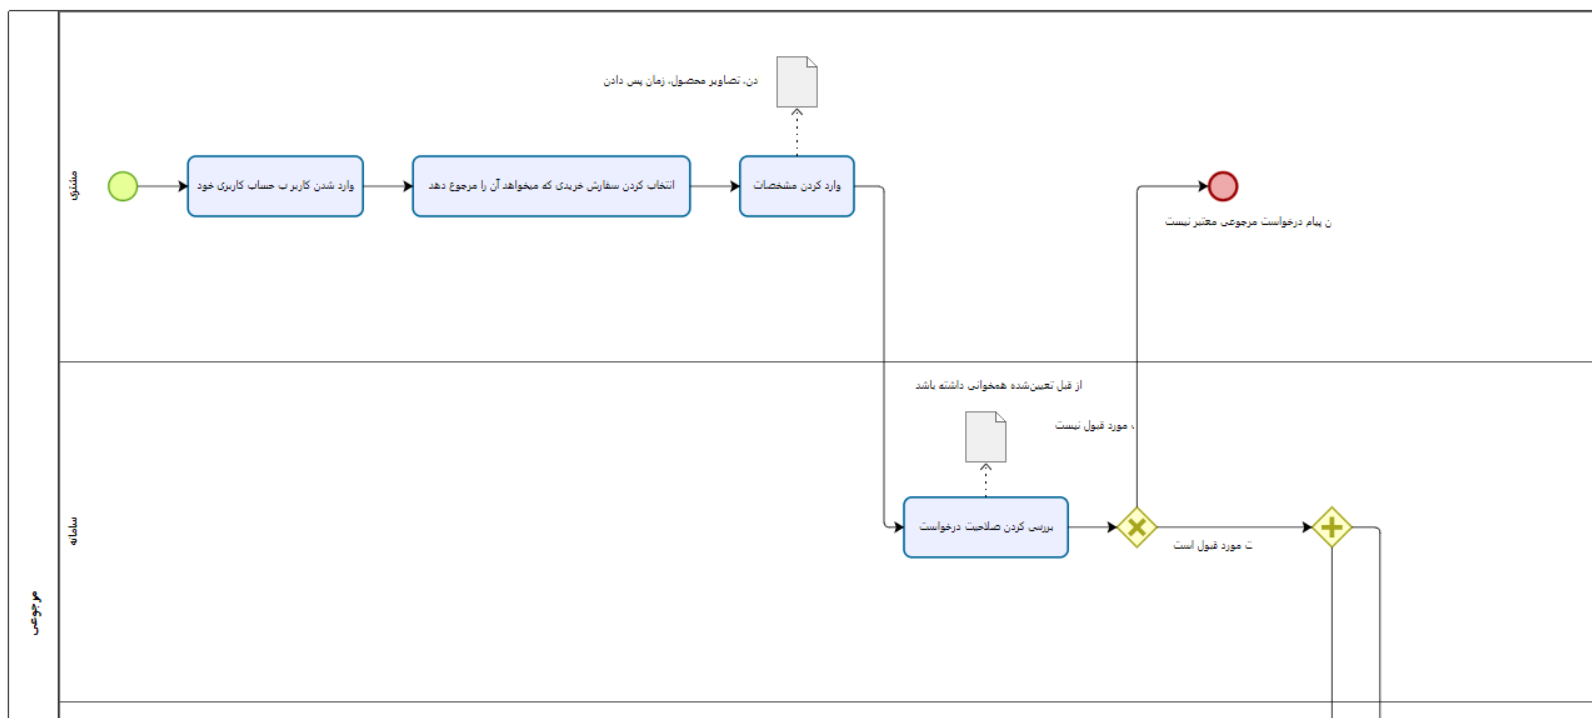 مرجوعی
مشتری
وارد شدن کاربر ب حساب کاربری خود
انتخاب کردن سفارش خریدی که میخواهد آن را مرجوع دهد
وارد کردن مشخصات
دن، تصاویر محصول، زمان پس دادن
ن پیام درخواست مرجوعی معتبر نیست
سامانه
از قبل تعیین‌شده همخوانی داشته باشد
بررسی کردن صلاحیت درخواست
مورد قبول نیست
ت مورد قبول است